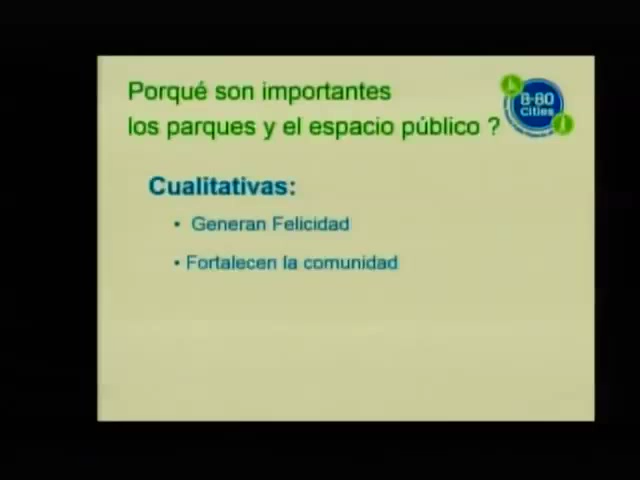 Porqué son importantes
los parques y el espacio público ?
8-80
Cities
Cualitativas:
• Generan Felicidad
• Fortalecen la comunidad